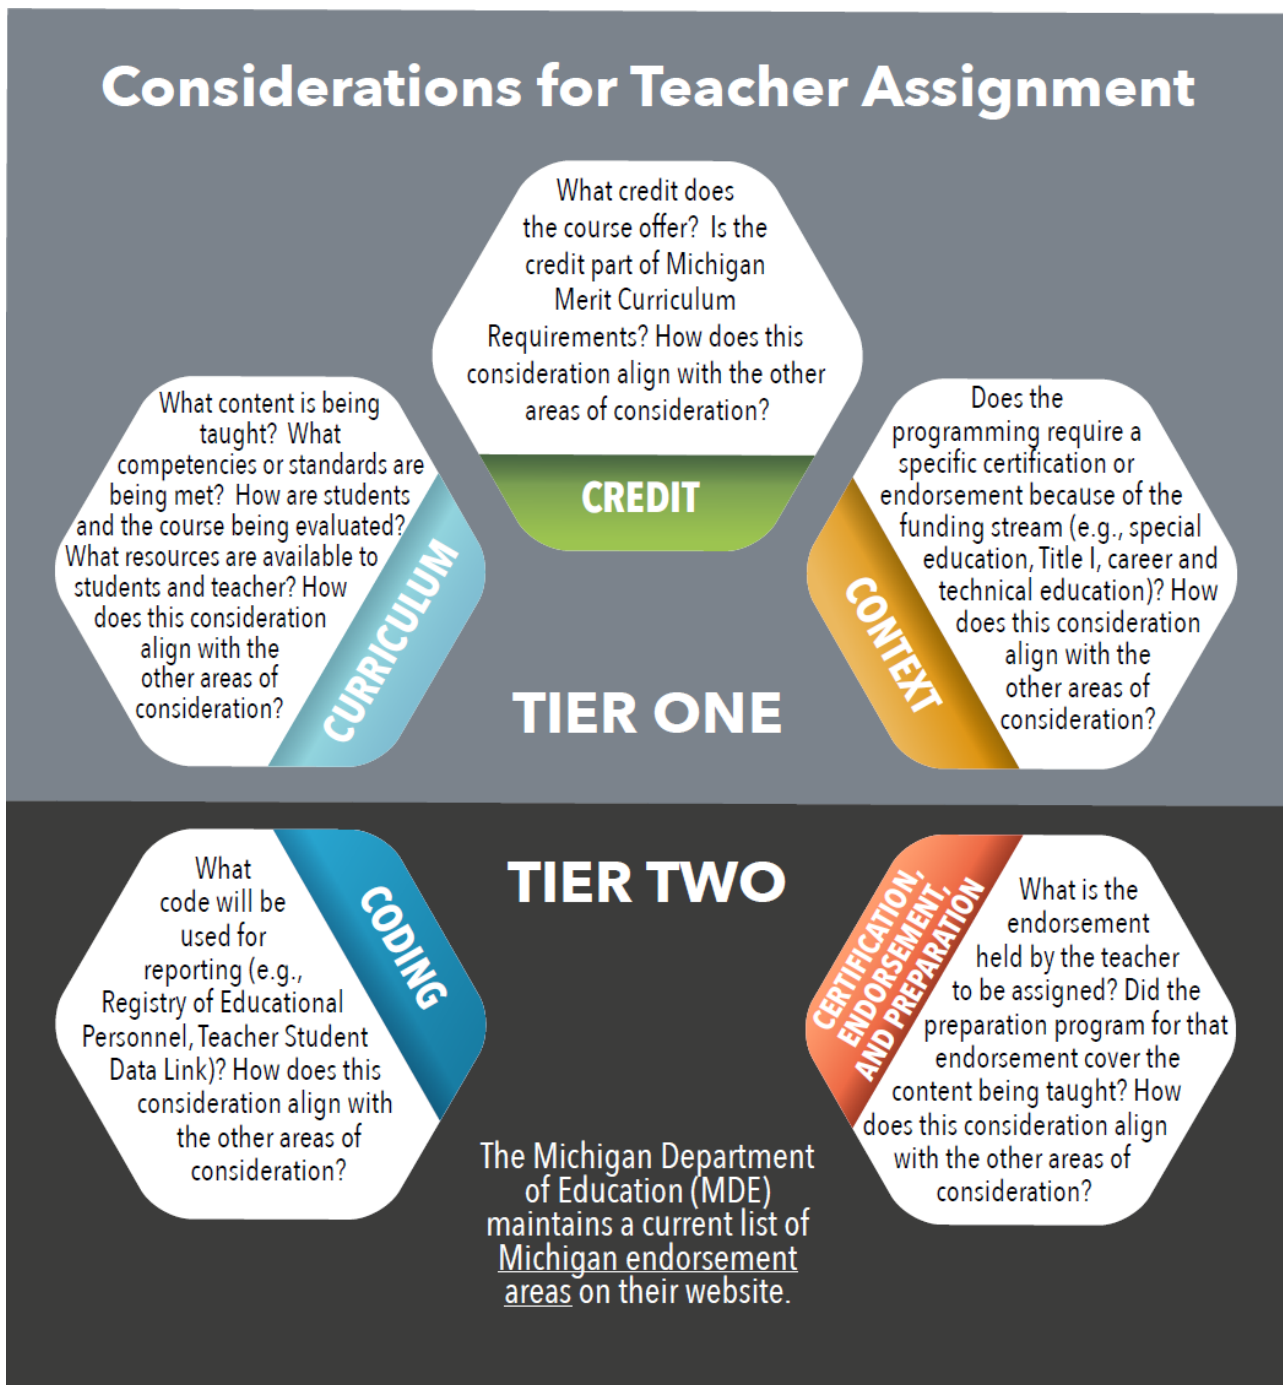 Considerations for Teacher Assignment
What credit does
the course offer? Is the
credit part of Michigan
Merit Curriculum
Requirements? How does this
consideration align with the other
areas of consideration?
CREDIT
What content is being
taught? What
competencies or standards are
being met? How are students
and the course being evaluated?
What resources are available to
students and teacher? How
does this consideration
align with the
other areas of
consideration?
CURRICULUM
Does the
programming require a
specific certification or
endorsement because of the
funding stream (e.g., special
education, Title I, career and
technical education)? How
does this consideration
align with the
other areas of
consideration?
CONTEXT
TIER ONE
TIER TWO
What
code will be
used for
reporting (e.g.,
Registry of Educational
Personnel, Teacher Student
Data Link)? How does this
consideration align with
the other areas of
consideration?
CODING
CERTIFICATION,
ENDORSEMENT,
AND PREPARATION
What is the
endorsement
held by the teacher
to be assigned? Did the
preparation program for that
endorsement cover the
content being taught? How
does this consideration align
with the other areas of
consideration?
The Michigan Department
of Education (MDE)
maintains a current list of
Michigan endorsement
areas on their website.